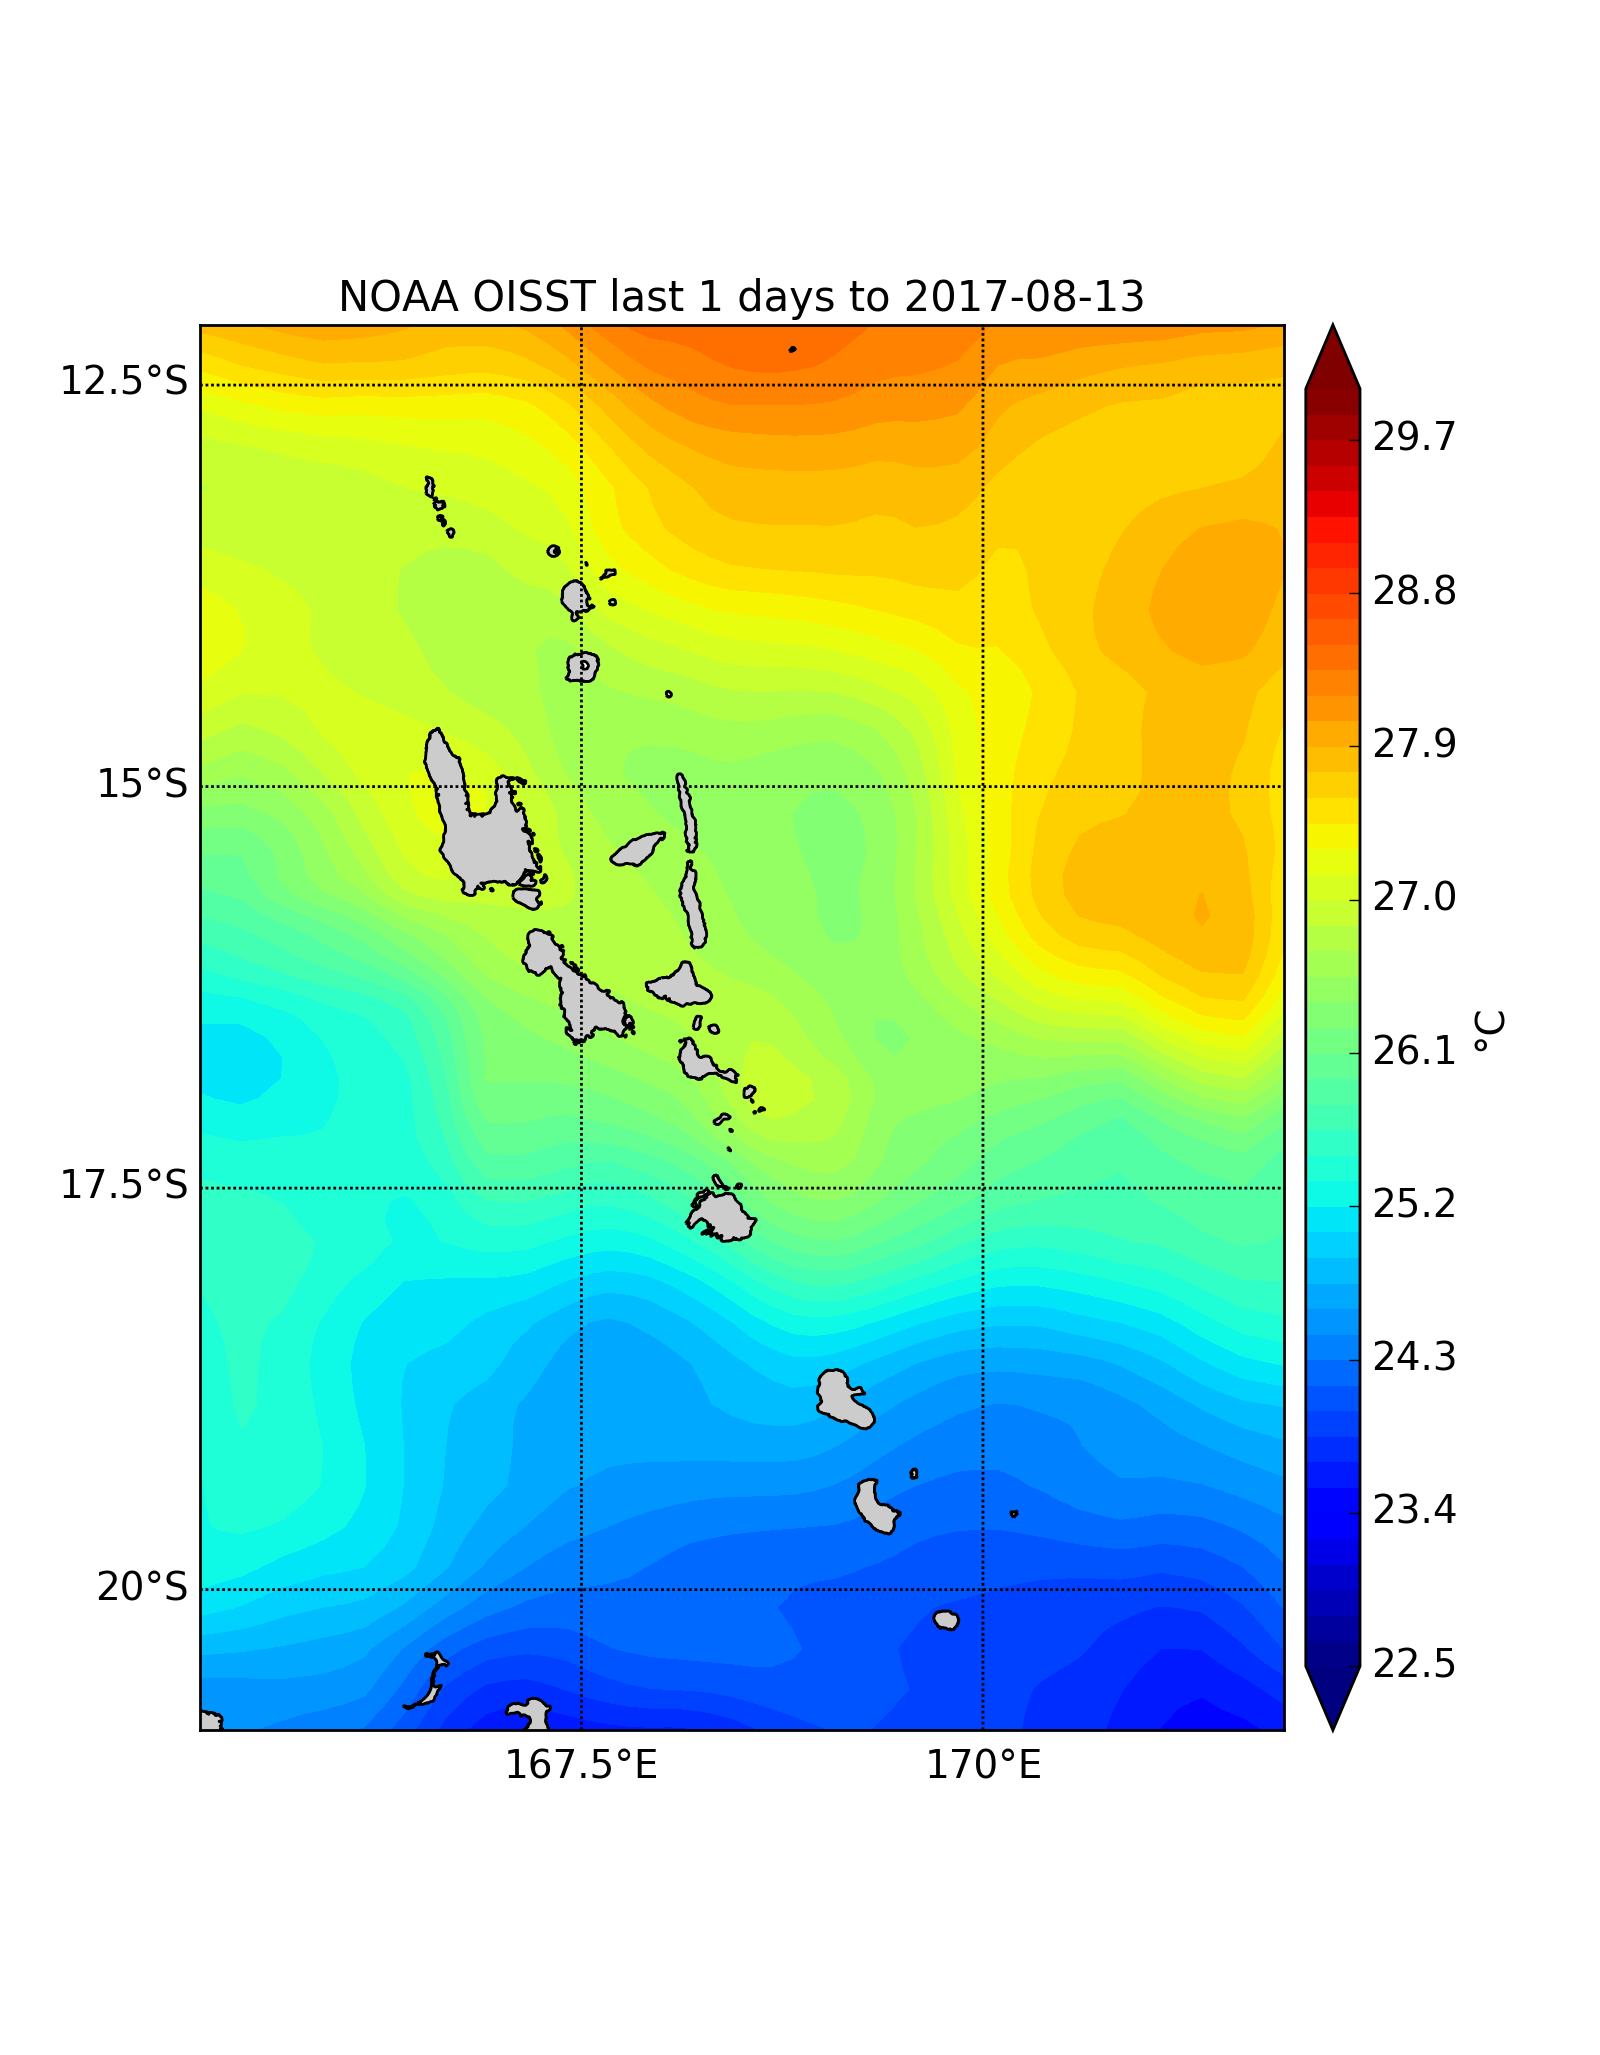 NOAA OISST last 1 days to 2017-08-13
12.5°S
15°S
17.5°S
20°S
167.5°E
170°E
29.7
28.8
27.9
27.0
26.1
25.2
24.3
23.4
22.5
°C